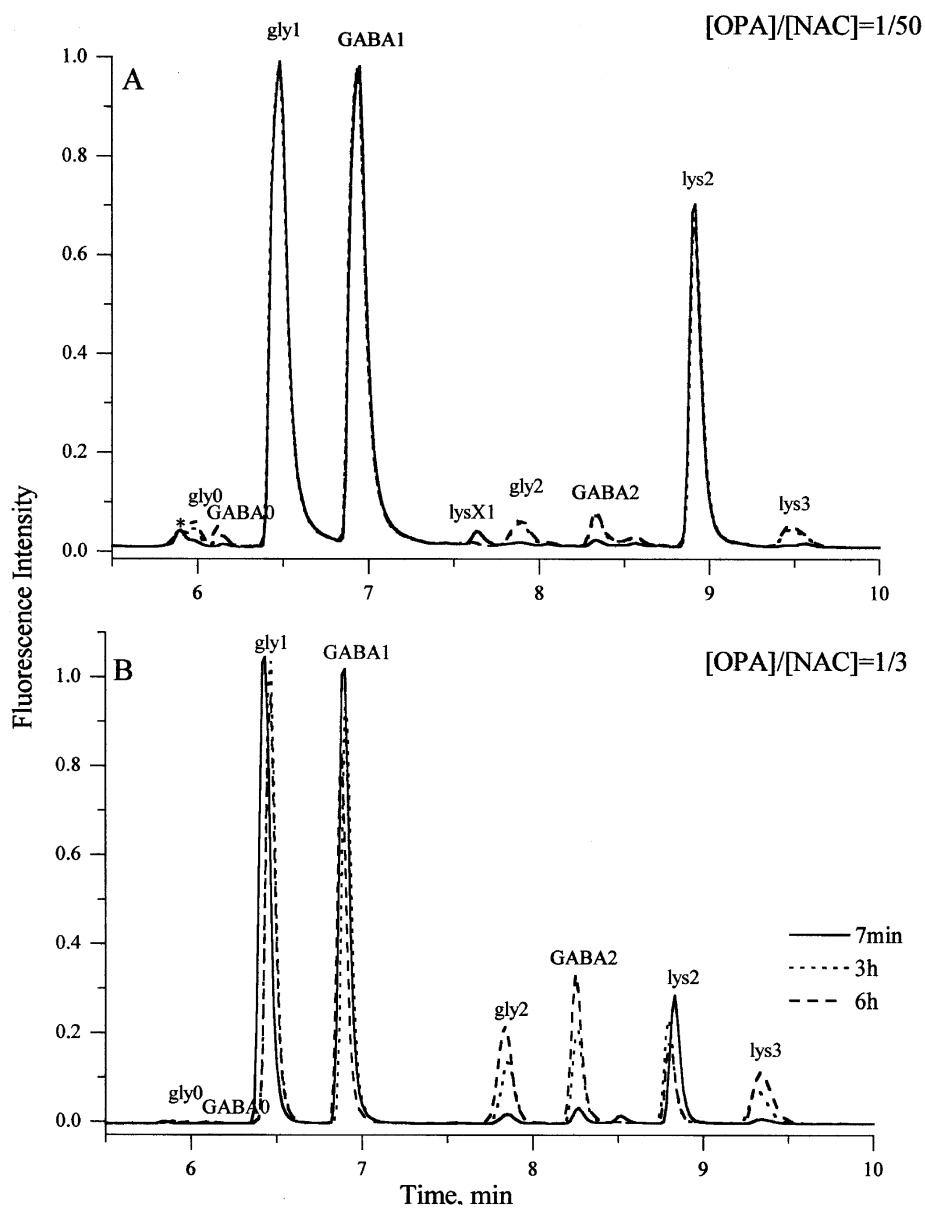 [OPA]/[NAC]=1/50
A
gly1
GABA1
lys2
*
gly0
GABA0
lysX1
gly2
GABA2
lys3
1.0
0.8
0.6
0.4
0.2
0.0
6 7 8 9 10
Fluorescence Intensity
[OPA]/[NAC]=1/3
B
gly1
GABA1
gly0
GABA0
gly2
GABA2
lys2
lys3
7min
3h
6h
1.0
0.8
0.6
0.4
0.2
0.0
6 7 8 9 10
Time, min